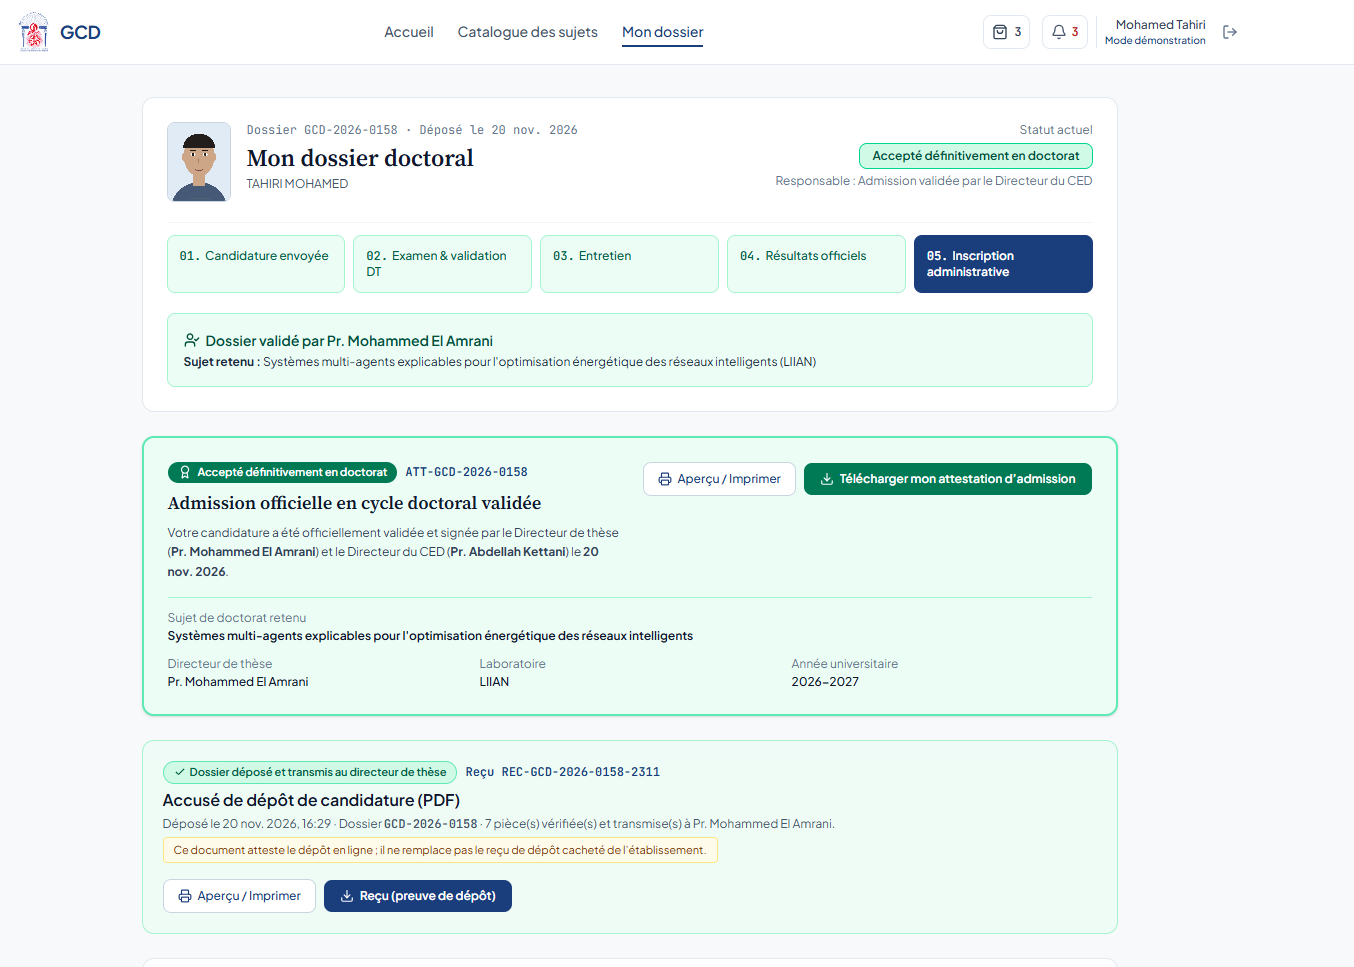 GCD
Accueil
Catalogue des sujets
Mon dossier
3
3
Mohamed Tahiri
Mode démonstration
Dossier GCD-2026-0158 · Déposé le 20 nov. 2026
Mon dossier doctoral
TAHIRI MOHAMED
Statut actuel
Accepté définitivement en doctorat
Responsable : Admission validée par le Directeur du CED
01. Candidature envoyée
02. Examen & validation
DT
03. Entretien
04. Résultats officiels
05. Inscription
administrative
Dossier validé par Pr. Mohammed El Amrani
Sujet retenu : Systèmes multi-agents explicables pour l'optimisation énergétique des réseaux intelligents (LIIAN)
Accepté définitivement en doctorat
ATT-GCD-2026-0158
Aperçu / Imprimer
Télécharger mon attestation d'admission
Admission officielle en cycle doctoral validée
Votre candidature a été officiellement validée et signée par le Directeur de thèse
(Pr. Mohammed El Amrani) et le Directeur du CED (Pr. Abdellah Kettani) le 20
nov. 2026.
Sujet de doctorat retenu
Systèmes multi-agents explicables pour l'optimisation énergétique des réseaux intelligents
Directeur de thèse
Pr. Mohammed El Amrani
Laboratoire
LIIAN
Année universitaire
2026–2027
Dossier déposé et transmis au directeur de thèse
Reçu REC-GCD-2026-0158-2311
Accusé de dépôt de candidature (PDF)
Déposé le 20 nov. 2026, 16:29 · Dossier GCD-2026-0158 · 7 pièce(s) vérifiée(s) et transmise(s) à Pr. Mohammed El Amrani.
Ce document atteste le dépôt en ligne ; il ne remplace pas le reçu de dépôt cacheté de l'établissement.
Aperçu / Imprimer
Reçu (preuve de dépôt)